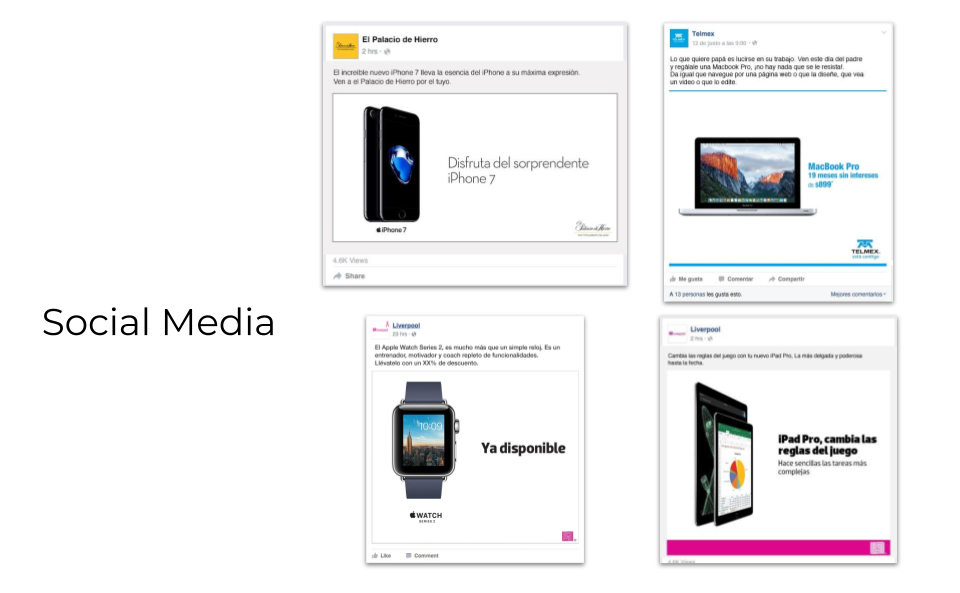 Social Media
El Palacio de Hierro
2 hrs
El increíble nuevo iPhone 7 lleva la esencia del iPhone a su máxima expresión.
Ven a el Palacio de Hierro por el tuyo.
Disfruta del sorprendente
iPhone 7
iPhone 7
4.6K Views
Share
TELMEX
Telmex
12 de junio a las 5:00
Lo que quiere papá es lucirse en su trabajo. Ven este día del padre
y regálale una Macbook Pro, ¡no hay nada que se le resista!
Da igual que navegue por una página web o que la diseñe, que vea
un video o que lo edite.
MacBook Pro
19 meses sin intereses
de $899*
TELMEX
está contigo
Me gusta Comentar Compartir
A 13 personas les gusta esto. Mejores comentarios
Liverpool
23 hrs
El Apple Watch Series 2, es mucho más que un simple reloj. Es un
entrenador, motivador y coach repleto de funcionalidades.
Llévatelo con un XX% de descuento.
10:09
Ya disponible
WATCH
SERIES 2
Like Comment
Liverpool
2 hrs
Cambia las reglas del juego con tu nuevo iPad Pro. La más delgada y poderosa
hasta la fecha.
iPad Pro, cambia las
reglas del juego
Hace sencillas las tareas más
complejas